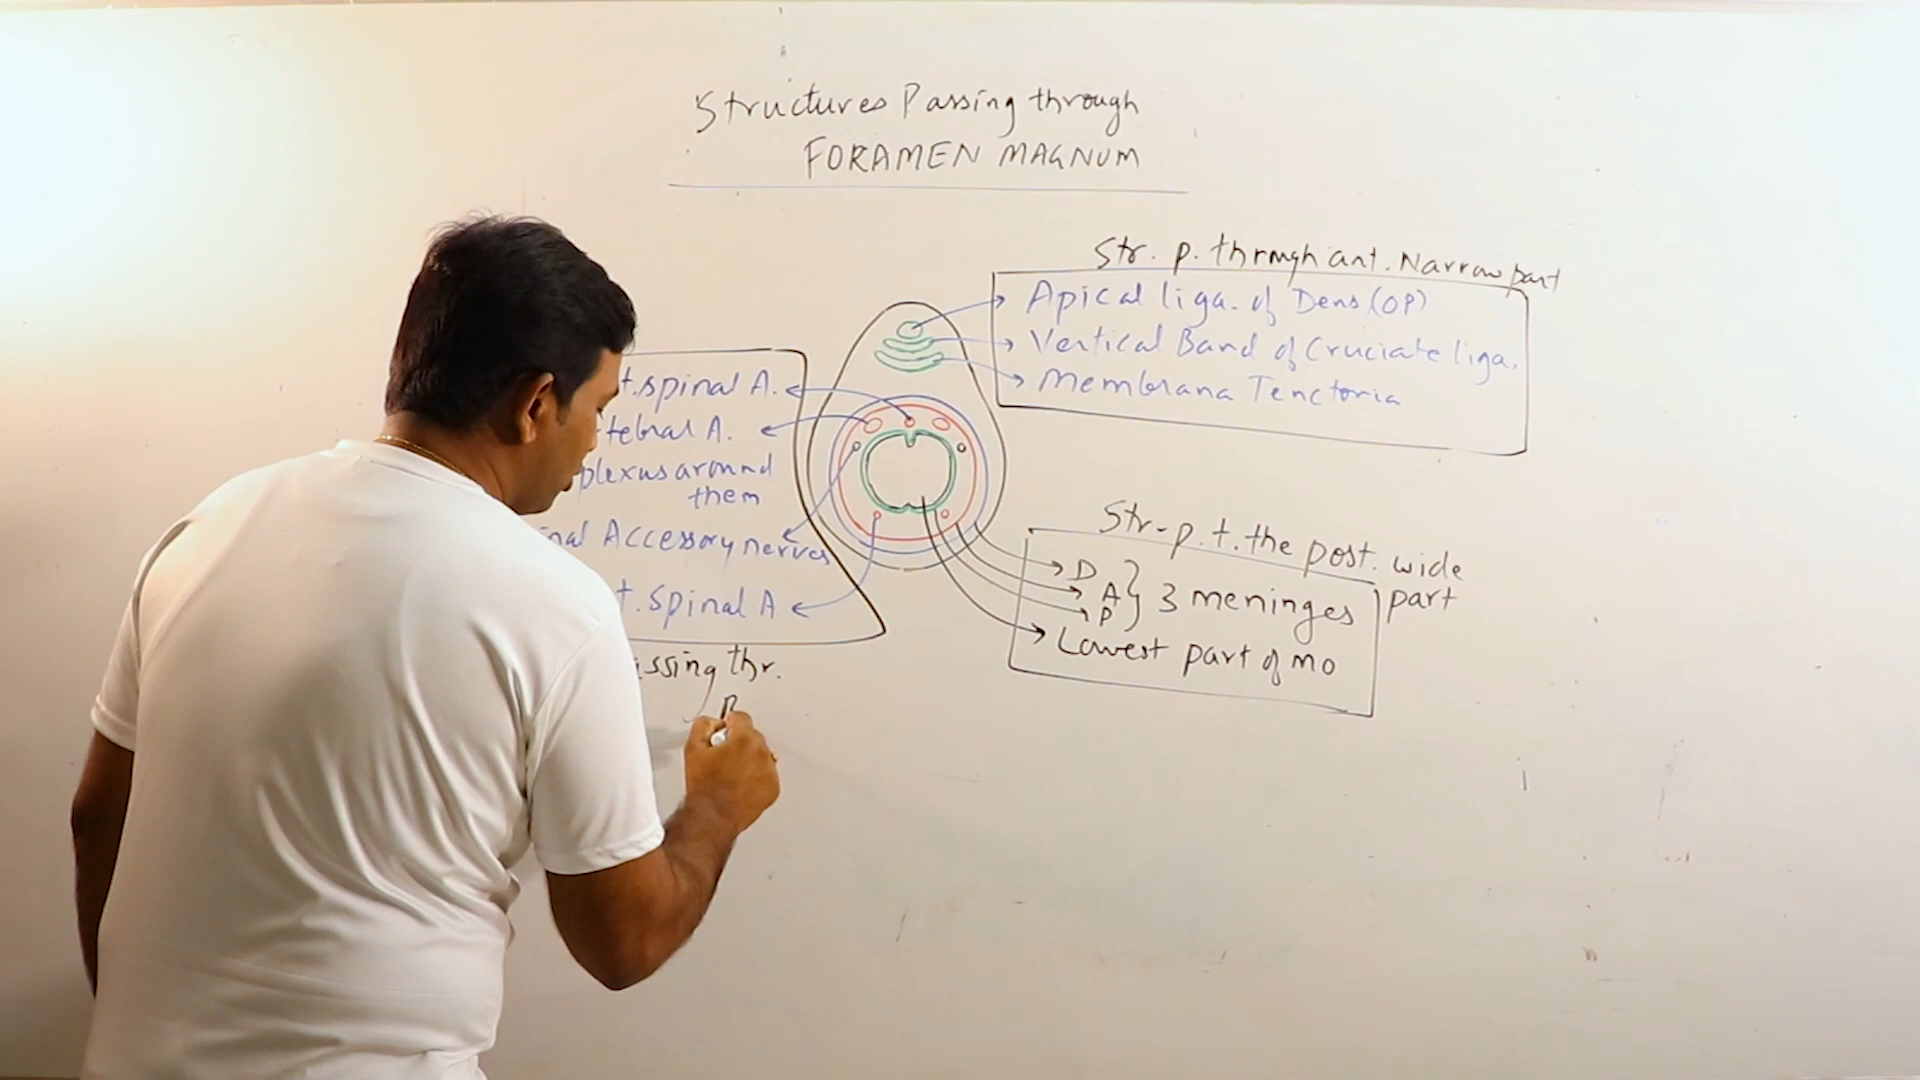 Structures Passing through
FORAMEN MAGNUM
Str. p. through ant. Narrow part
Apical liga. of Dens (OP)
Vertical Band of Cruciate liga.
Membrana Tenctoria
t. spinal A.
tebral A.
plexus around
them
nal Accessory nerves
t. Spinal A
ssing thr.
Str. p. t. the post. wide
part
D
A
P
3 meninges
Lowest part of MO